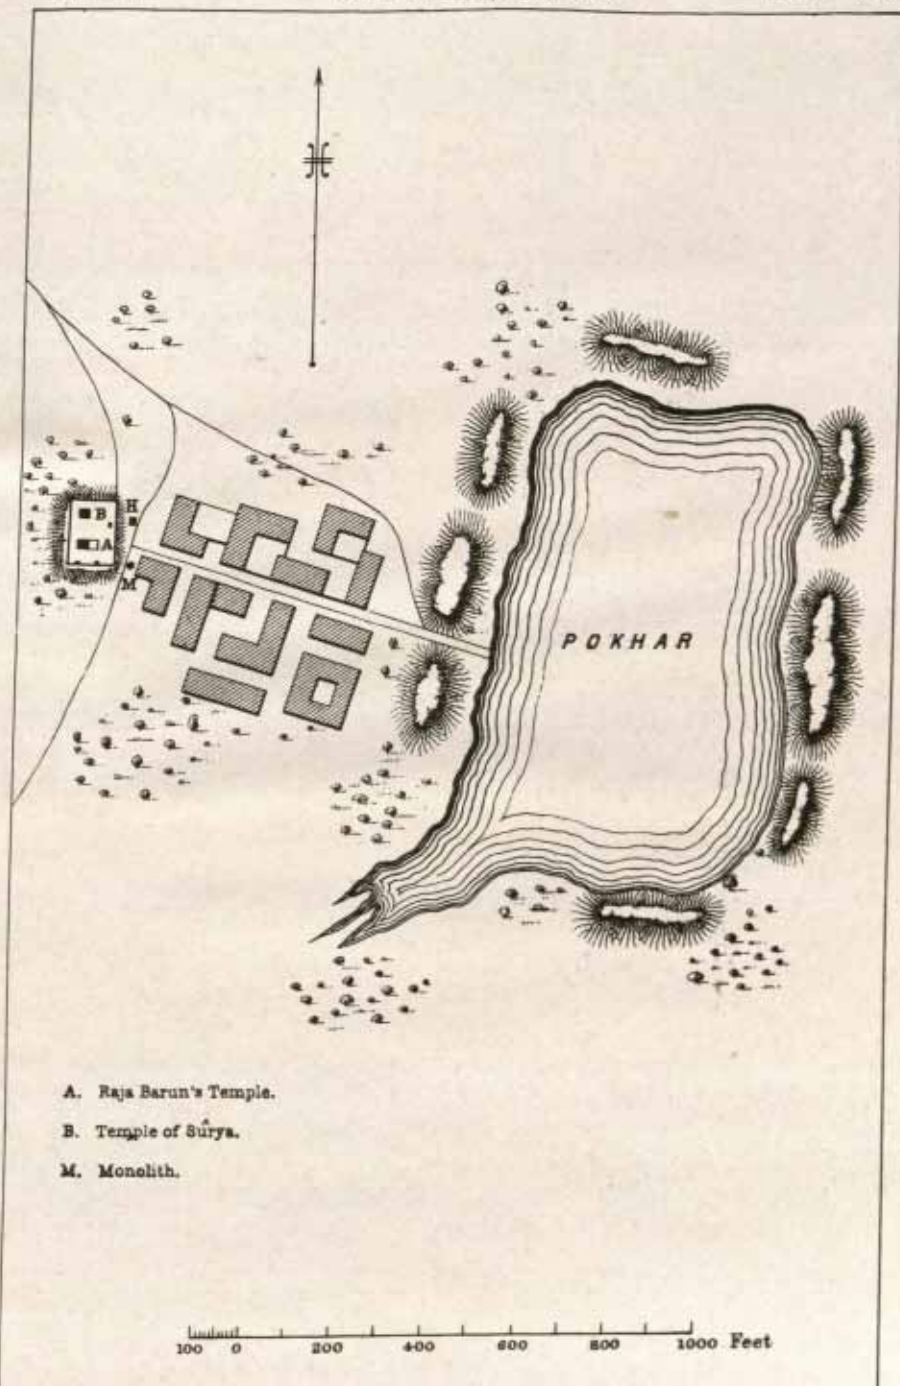 B
H
A
M
POKHAR
A. Raja Barun's Temple.
B. Temple of Sûrya.
M. Monolith.
100 0 200 400 600 800 1000 Feet